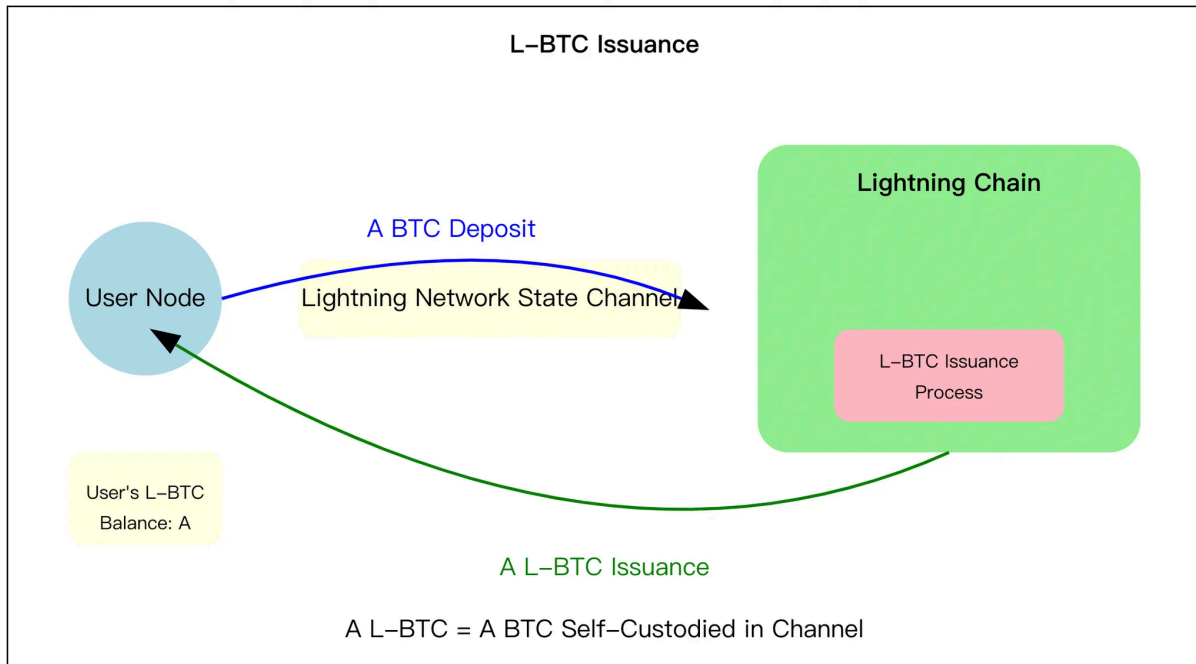 L-BTC Issuance
Lightning Chain
A BTC Deposit
User Node
Lightning Network State Channel
L-BTC Issuance
Process
User's L-BTC
Balance: A
A L-BTC Issuance
A L-BTC = A BTC Self-Custodied in Channel